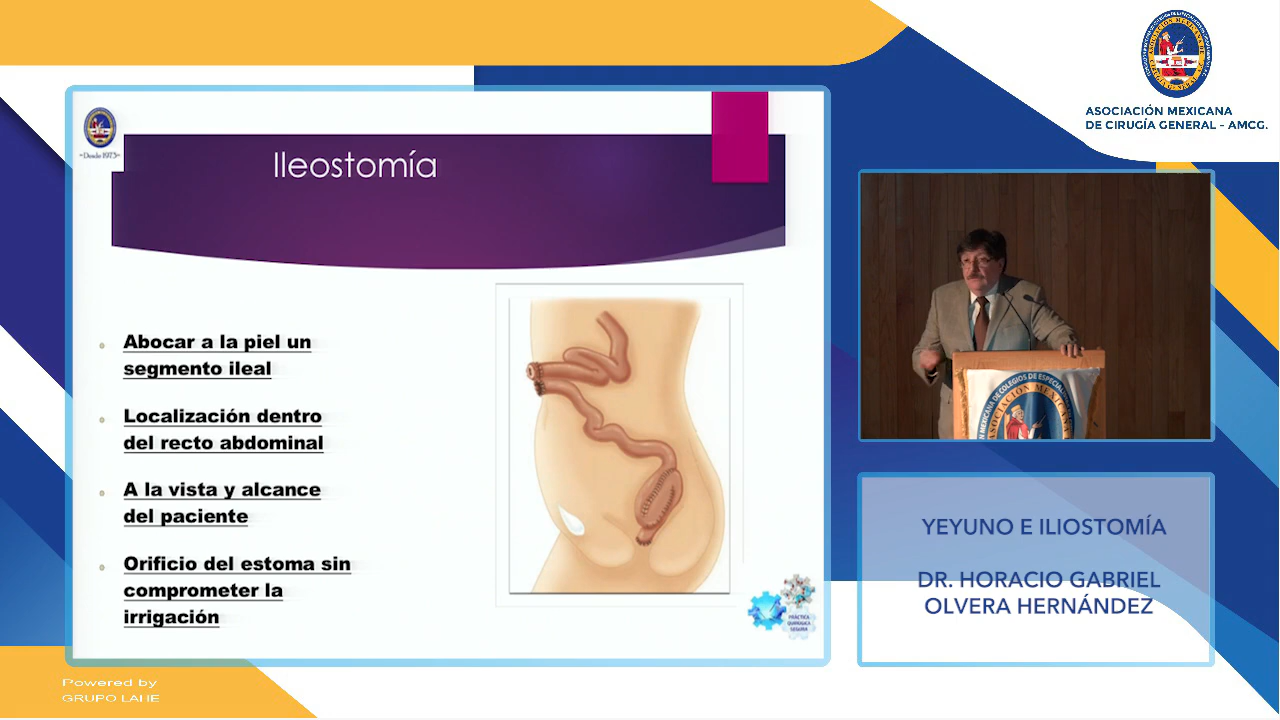 ASOCIACIÓN MEXICANA
DE CIRUGÍA GENERAL - AMCG.
~Desde 1973~
Ileostomía
Abocar a la piel un
segmento ileal
Localización dentro
del recto abdominal
A la vista y alcance
del paciente
Orificio del estoma sin
comprometer la
irrigación
PRÁCTICA
QUIRÚRGICA
SEGURA
YEYUNO E ILIOSTOMÍA
DR. HORACIO GABRIEL
OLVERA HERNÁNDEZ
Powered by
GRUPO LAHE